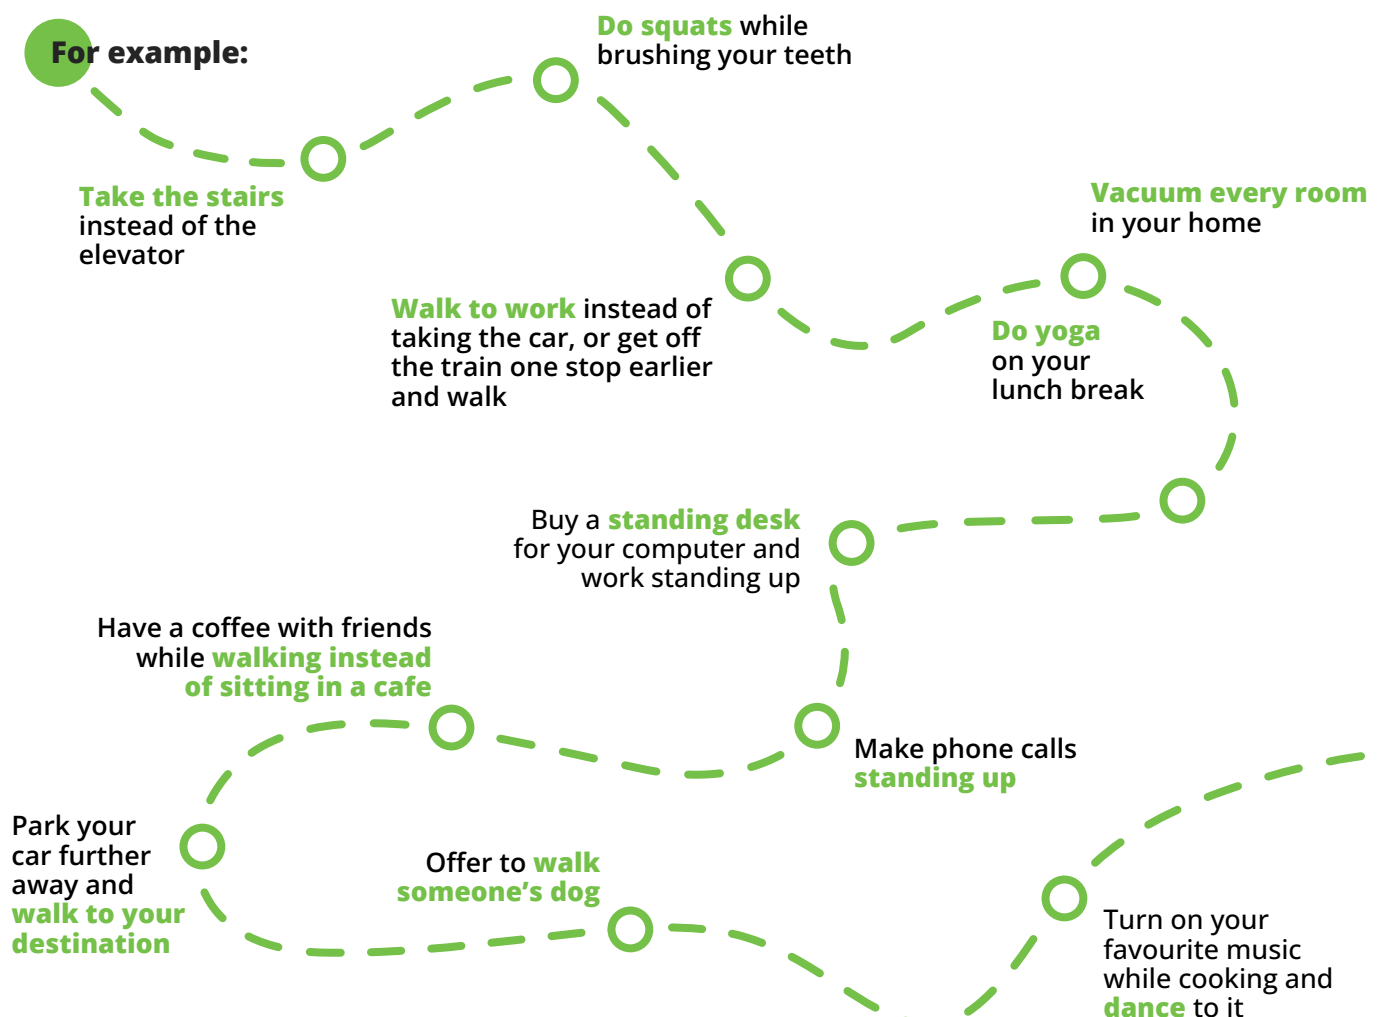 For example:
Do squats while
brushing your teeth
Take the stairs
instead of the
elevator
Vacuum every room
in your home
Walk to work instead of
taking the car, or get off
the train one stop earlier
and walk
Do yoga
on your
lunch break
Buy a standing desk
for your computer and
work standing up
Have a coffee with friends
while walking instead
of sitting in a cafe
Make phone calls
standing up
Park your
car further
away and
walk to your
destination
Offer to walk
someone’s dog
Turn on your
favourite music
while cooking and
dance to it